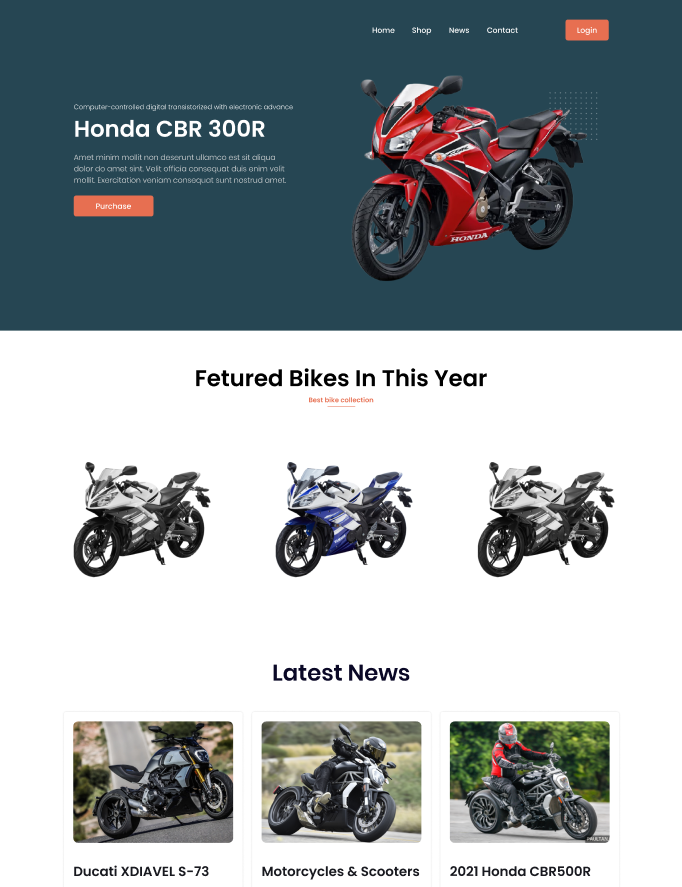 Home Shop News Contact Login
Computer-controlled digital transistorized with electronic advance
Honda CBR 300R
Amet minim mollit non deserunt ullamco est sit aliqua
dolor do amet sint. Velit officia consequat duis enim velit
mollit. Exercitation veniam consequat sunt nostrud amet.
Purchase
HONDA
Fetured Bikes In This Year
Best bike collection
Latest News
PAULTAN
Ducati XDIAVEL S-73 Motorcycles & Scooters 2021 Honda CBR500R